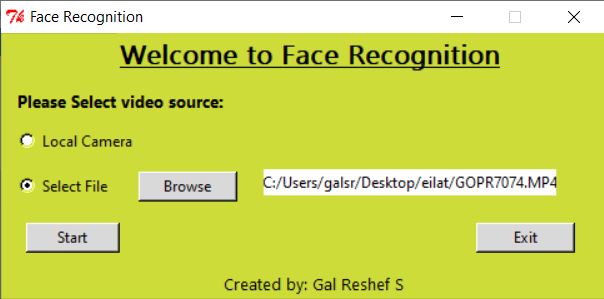 Face Recognition
Welcome to Face Recognition
Please Select video source:
Local Camera
Select File Browse C:/Users/galsr/Desktop/eilat/GOPR7074.MP4
Start Exit
Created by: Gal Reshef S